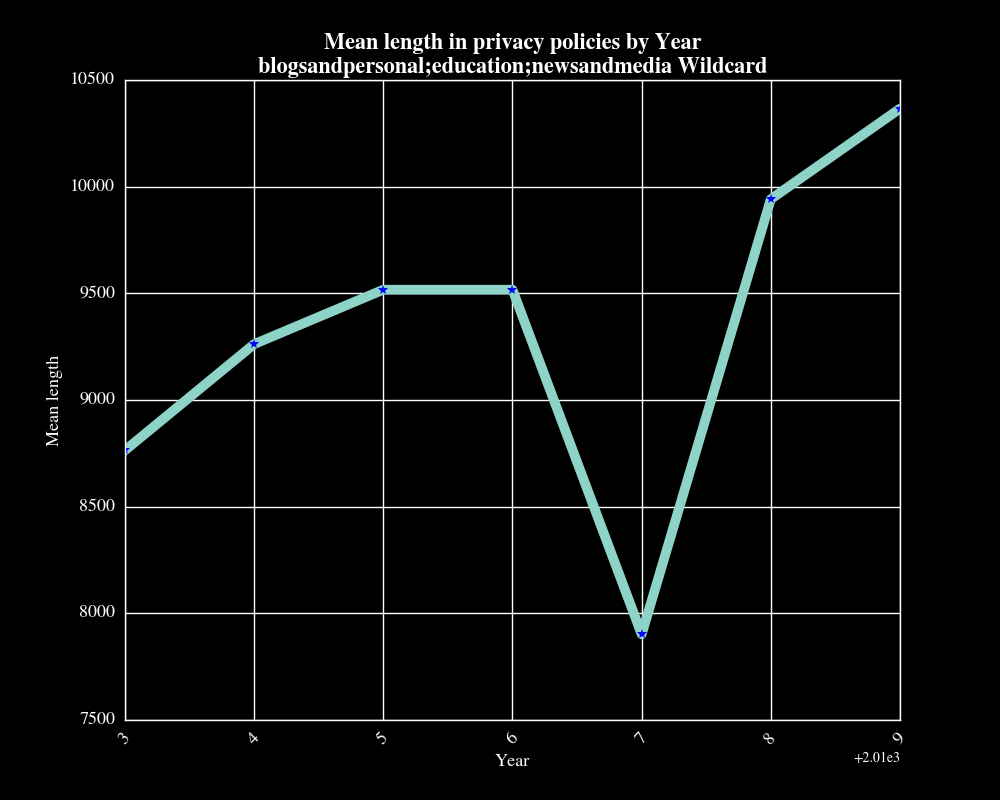 Mean length in privacy policies by Year
blogsandpersonal;education;newsandmedia Wildcard
10500
10000
9500
9000
8500
8000
7500
Mean length
3 4 5 6 7 8 9
Year
+2.01e3